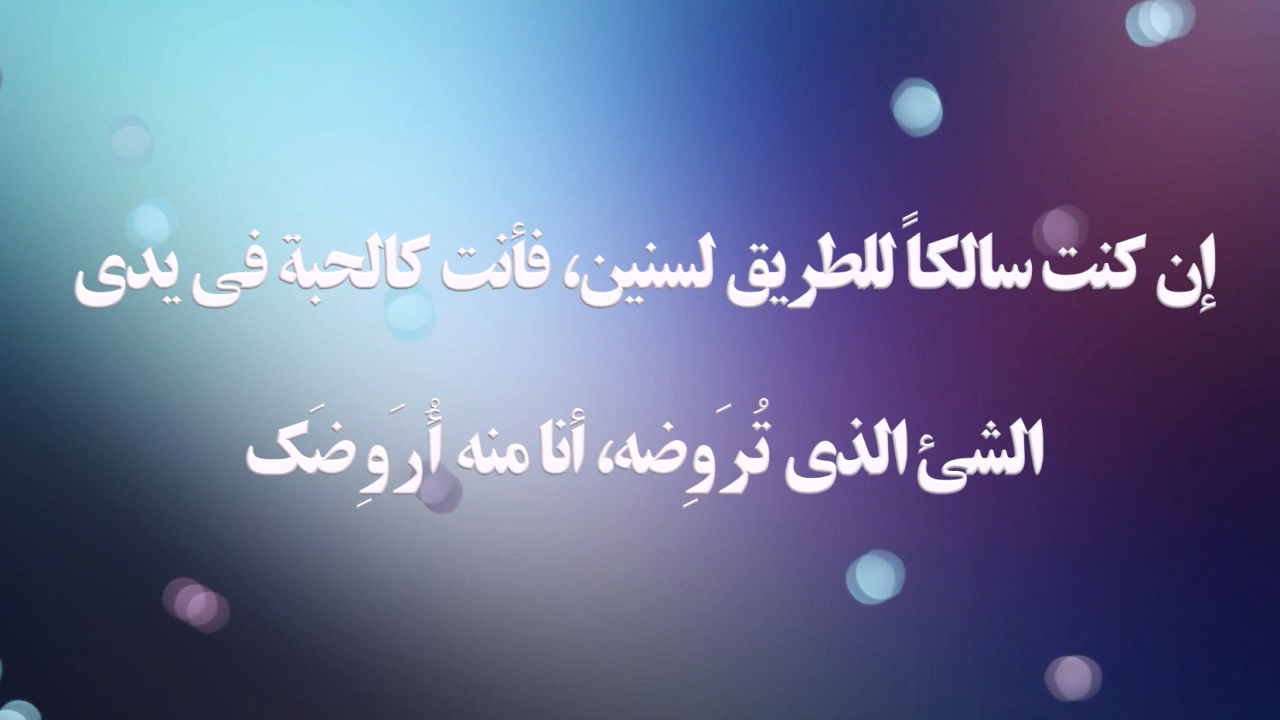 إن كنت سالكاً للطريق لسنين، فأنت كالحبة فى يدى
الشئ الذى تُرَوِضه، أنا منه أْرَوِضَك